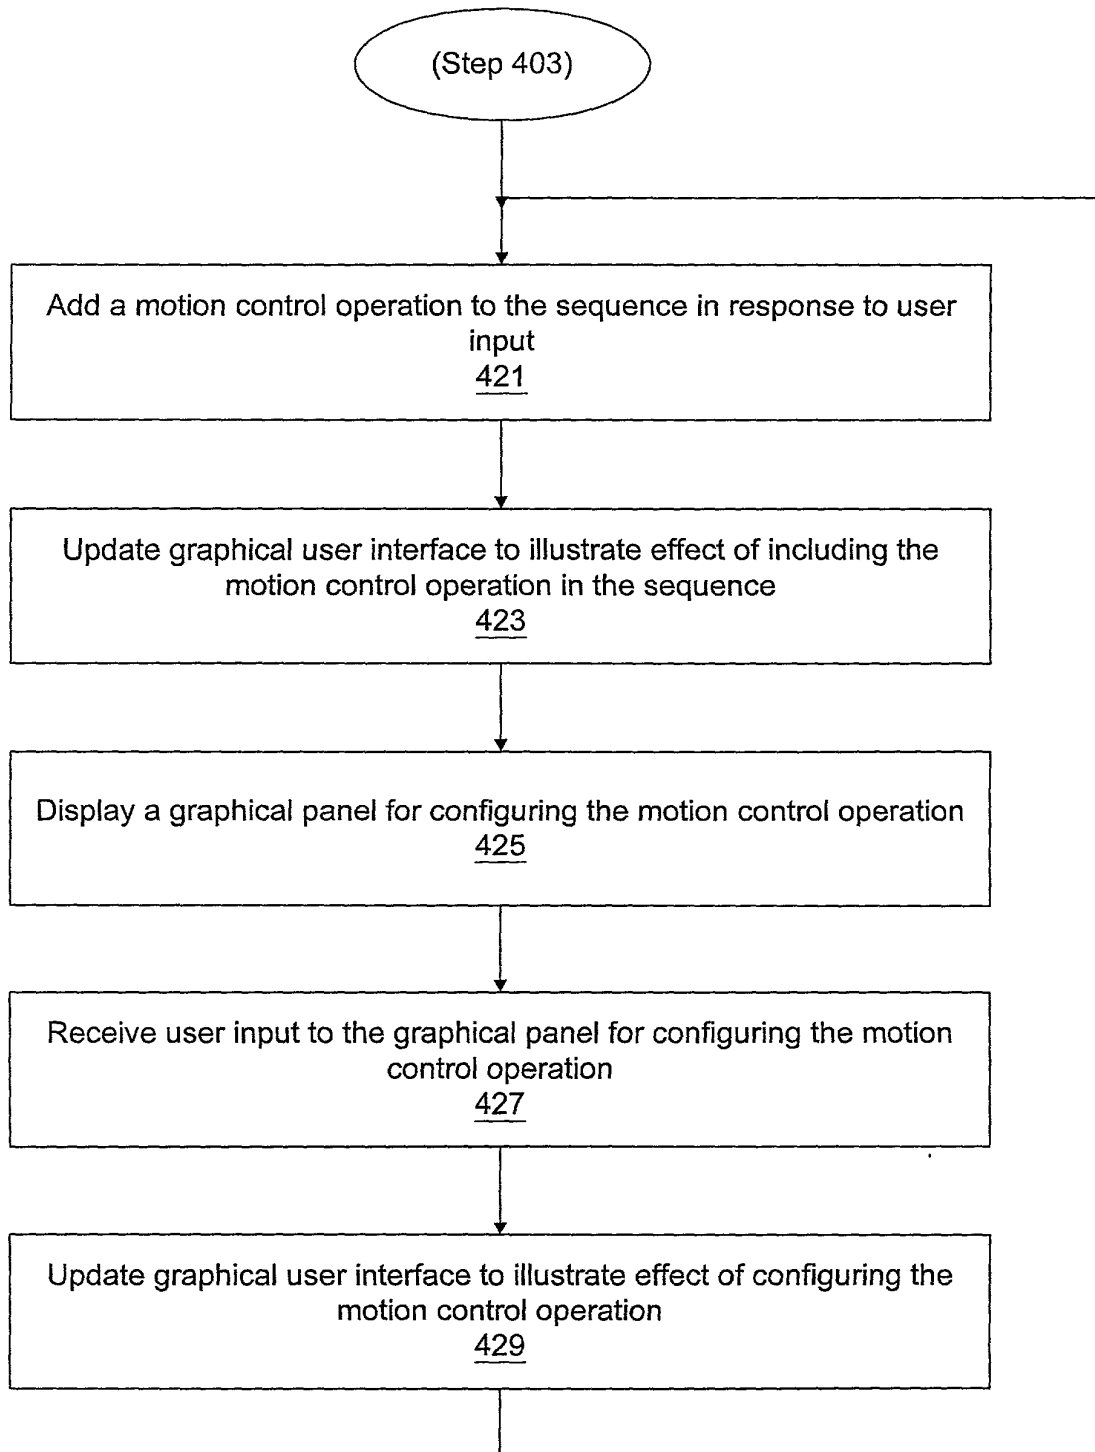 (Step 403)
Add a motion control operation to the sequence in response to user
input
421
Update graphical user interface to illustrate effect of including the
motion control operation in the sequence
423
Display a graphical panel for configuring the motion control operation
425
Receive user input to the graphical panel for configuring the motion
control operation
427
Update graphical user interface to illustrate effect of configuring the
motion control operation
429